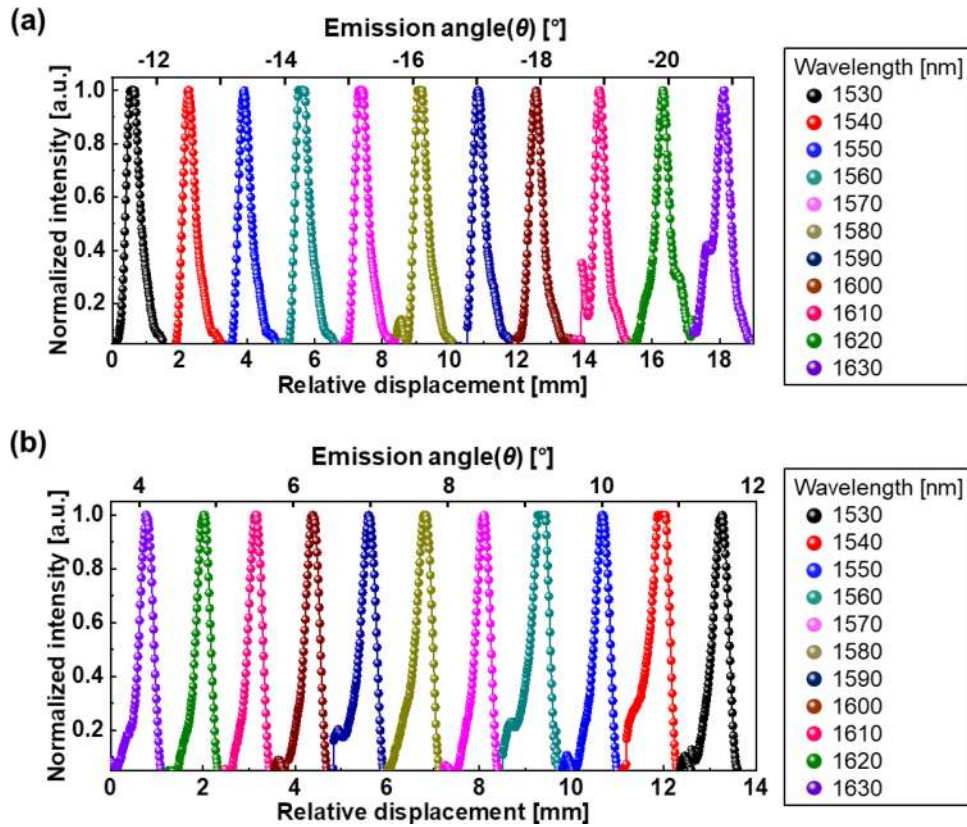 (a)
Emission angle(θ) [°]
-12 -14 -16 -18 -20
Normalized intensity [a.u.]
1.0
0.8
0.6
0.4
0.2
0 2 4 6 8 10 12 14 16 18
Relative displacement [mm]
Wavelength [nm]
1530
1540
1550
1560
1570
1580
1590
1600
1610
1620
1630
(b)
Emission angle(θ) [°]
4 6 8 10 12
Normalized intensity [a.u.]
1.0
0.8
0.6
0.4
0.2
0 2 4 6 8 10 12 14
Relative displacement [mm]
Wavelength [nm]
1530
1540
1550
1560
1570
1580
1590
1600
1610
1620
1630